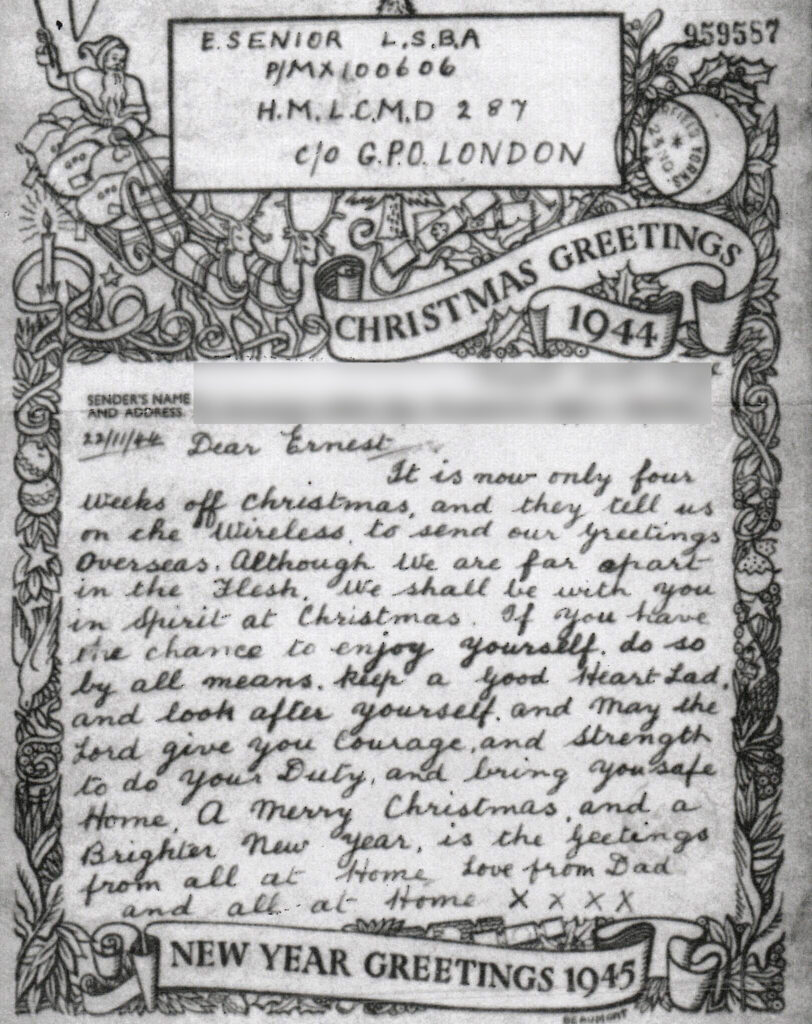 E. SENIOR L.S.B.A
P/MX100606
H.M.L.C.M.D 287
c/o G.P.O. LONDON
959587
CHRISTMAS GREETINGS
1944
SENDER'S NAME
AND ADDRESS
22/11/44 Dear Ernest
It is now only four
weeks off Christmas, and they tell us
on the Wireless, to send our greetings
Overseas. Although We are far apart
in the Flesh, We shall be with you
in Spirit at Christmas. If you have
the chance to enjoy yourself, do so
by all means. keep a Good Heart Lad,
and look after yourself, and May the
Lord give you Courage, and Strength
to do your Duty, and bring you safe
Home, A Merry Christmas, and a
Brighter New Year, is the Geetings
from all at Home Love from Dad
and all at Home X X X X
NEW YEAR GREETINGS 1945
BEAUMONT